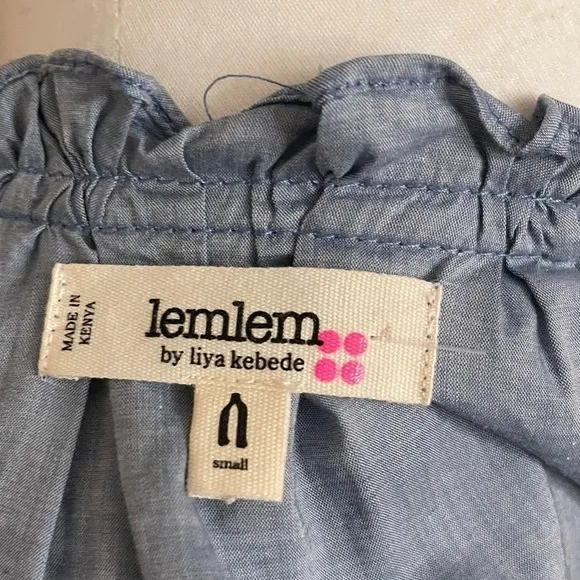 MADE IN
KENYA
lemlem
by liya kebede
small